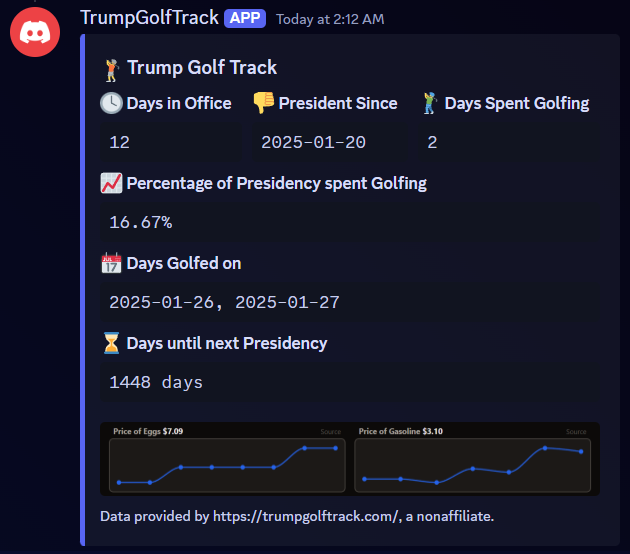 TrumpGolfTrack APP Today at 2:12 AM
Trump Golf Track
Days in Office President Since Days Spent Golfing
12 2025-01-20 2
Percentage of Presidency spent Golfing
16.67%
JUL 17 Days Golfed on
2025-01-26, 2025-01-27
Days until next Presidency
1448 days
Price of Eggs $7.09 Source Price of Gasoline $3.10 Source
Data provided by https://trumpgolftrack.com/, a nonaffiliate.